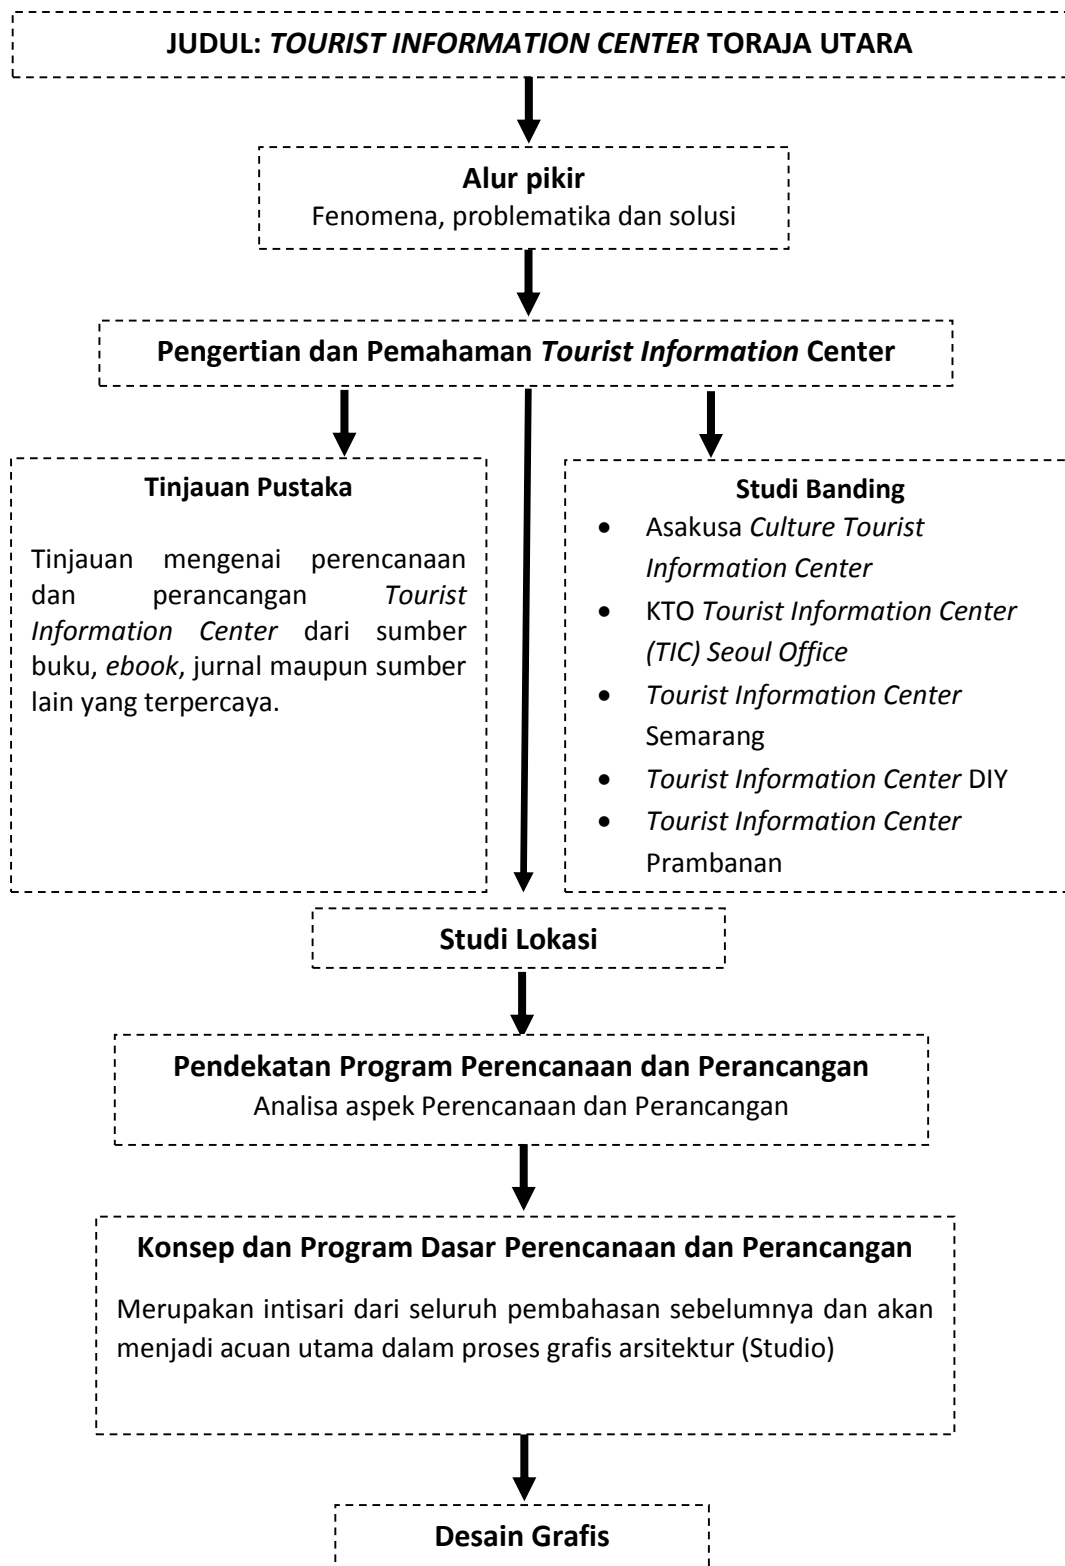 JUDUL: TOURIST INFORMATION CENTER TORAJA UTARA
Alur pikir
Fenomena, problematika dan solusi
Pengertian dan Pemahaman Tourist Information Center
Tinjauan Pustaka
Tinjauan mengenai perencanaan
dan perancangan Tourist
Information Center dari sumber
buku, ebook, jurnal maupun sumber
lain yang terpercaya.
Studi Banding
• Asakusa Culture Tourist
Information Center
• KTO Tourist Information Center
(TIC) Seoul Office
• Tourist Information Center
Semarang
• Tourist Information Center DIY
• Tourist Information Center
Prambanan
Studi Lokasi
Pendekatan Program Perencanaan dan Perancangan
Analisa aspek Perencanaan dan Perancangan
Konsep dan Program Dasar Perencanaan dan Perancangan
Merupakan intisari dari seluruh pembahasan sebelumnya dan akan
menjadi acuan utama dalam proses grafis arsitektur (Studio)
Desain Grafis